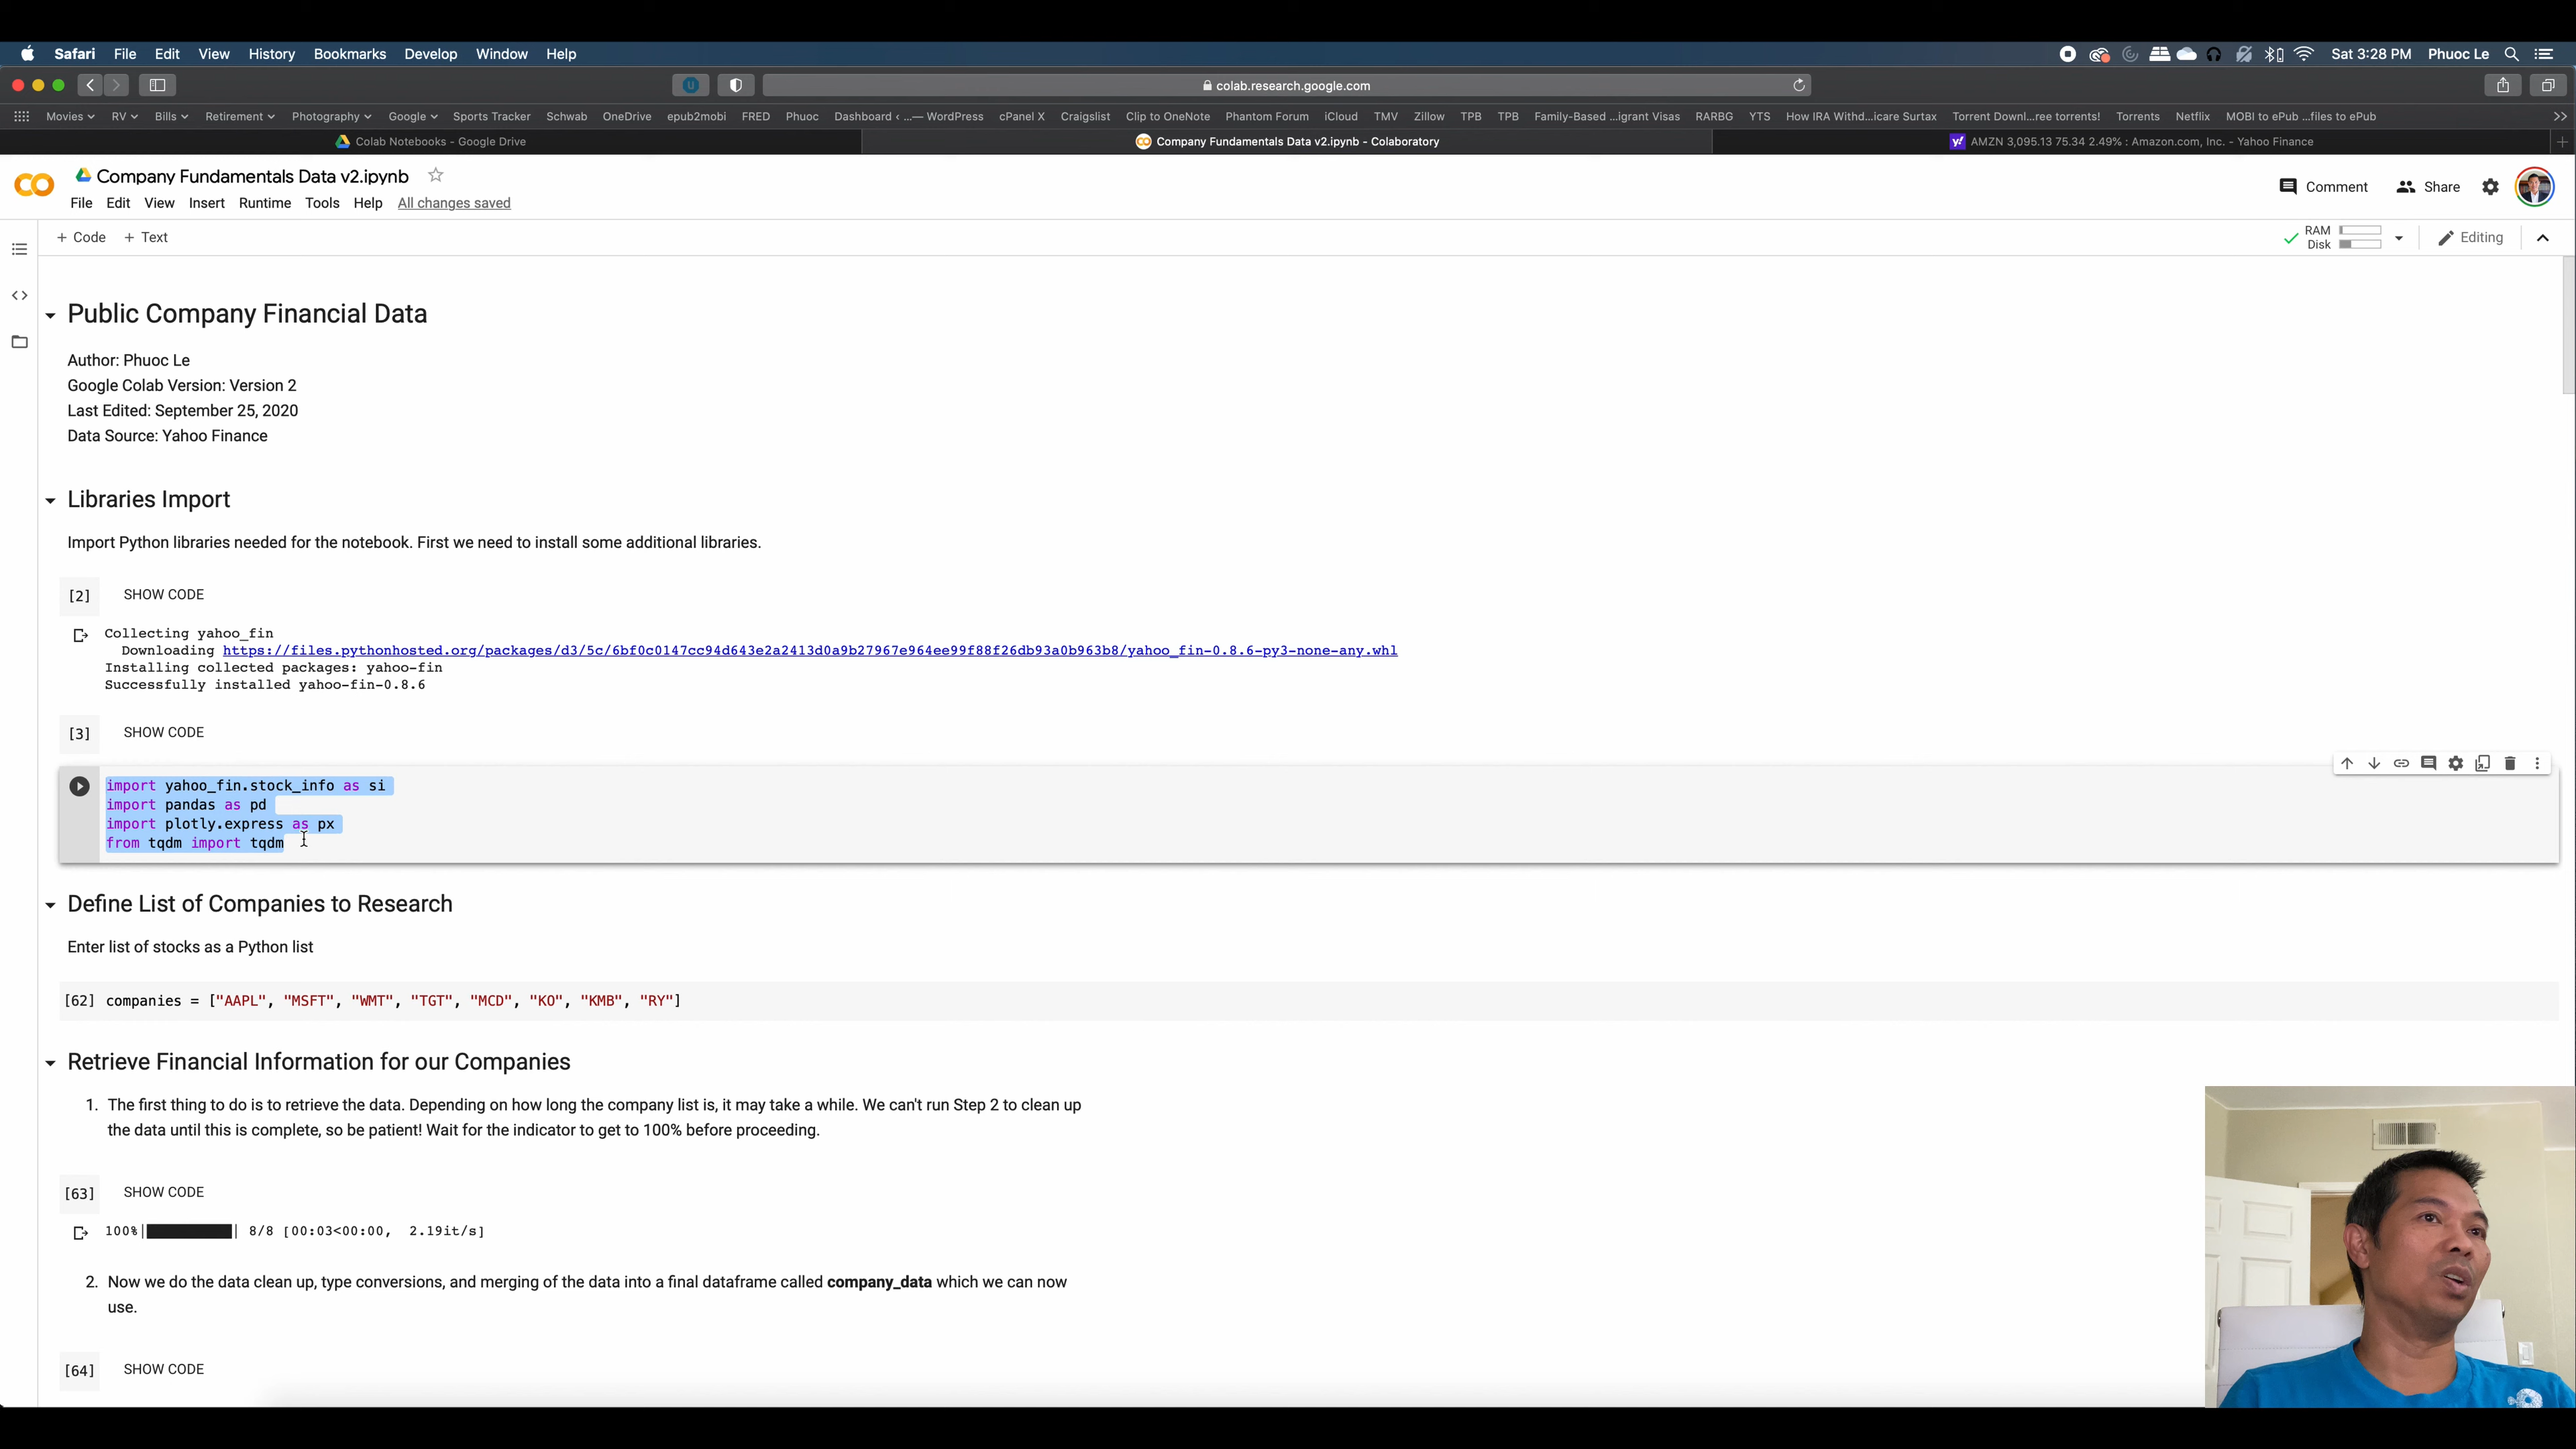 Safari File Edit View History Bookmarks Develop Window Help Sat 3:28 PM Phuoc Le
colab.research.google.com
Movies RV Bills Retirement Photography Google Sports Tracker Schwab OneDrive epub2mobi FRED Phuoc Dashboard ‹ ...— WordPress cPanel X Craigslist Clip to OneNote Phantom Forum iCloud TMV Zillow TPB TPB Family-Based ...igrant Visas RARBG YTS How IRA Withd...icare Surtax Torrent Downl...ree torrents! Torrents Netflix MOBI to ePub ...files to ePub >>
Colab Notebooks - Google Drive Company Fundamentals Data v2.ipynb - Colaboratory AMZN 3,095.13 75.34 2.49% : Amazon.com, Inc. - Yahoo Finance
Company Fundamentals Data v2.ipynb
Comment Share
File Edit View Insert Runtime Tools Help All changes saved
+ Code + Text RAM Disk Editing
Public Company Financial Data
Author: Phuoc Le
Google Colab Version: Version 2
Last Edited: September 25, 2020
Data Source: Yahoo Finance
Libraries Import
Import Python libraries needed for the notebook. First we need to install some additional libraries.
[2] SHOW CODE
Collecting yahoo_fin
Downloading https://files.pythonhosted.org/packages/d3/5c/6bf0c0147cc94d643e2a2413d0a9b27967e964ee99f88f26db93a0b963b8/yahoo_fin-0.8.6-py3-none-any.whl
Installing collected packages: yahoo-fin
Successfully installed yahoo-fin-0.8.6
[3] SHOW CODE
import yahoo_fin.stock_info as si
import pandas as pd
import plotly.express as px
from tqdm import tqdm
Define List of Companies to Research
Enter list of stocks as a Python list
[62] companies = ["AAPL", "MSFT", "WMT", "TGT", "MCD", "KO", "KMB", "RY"]
Retrieve Financial Information for our Companies
1. The first thing to do is to retrieve the data. Depending on how long the company list is, it may take a while. We can't run Step 2 to clean up
the data until this is complete, so be patient! Wait for the indicator to get to 100% before proceeding.
[63] SHOW CODE
100%|██████████| 8/8 [00:03<00:00, 2.19it/s]
2. Now we do the data clean up, type conversions, and merging of the data into a final dataframe called company_data which we can now
use.
[64] SHOW CODE